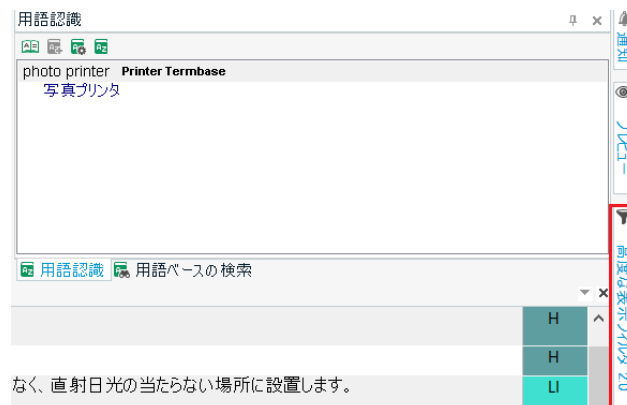 用語認識
通知
photo printer Printer Termbase
写真プリンタ
プレビュー
用語認識 用語ベースの検索
高度な表示フィルタ 2.0
H
H
なく、直射日光の当たらない場所に設置します。
LI